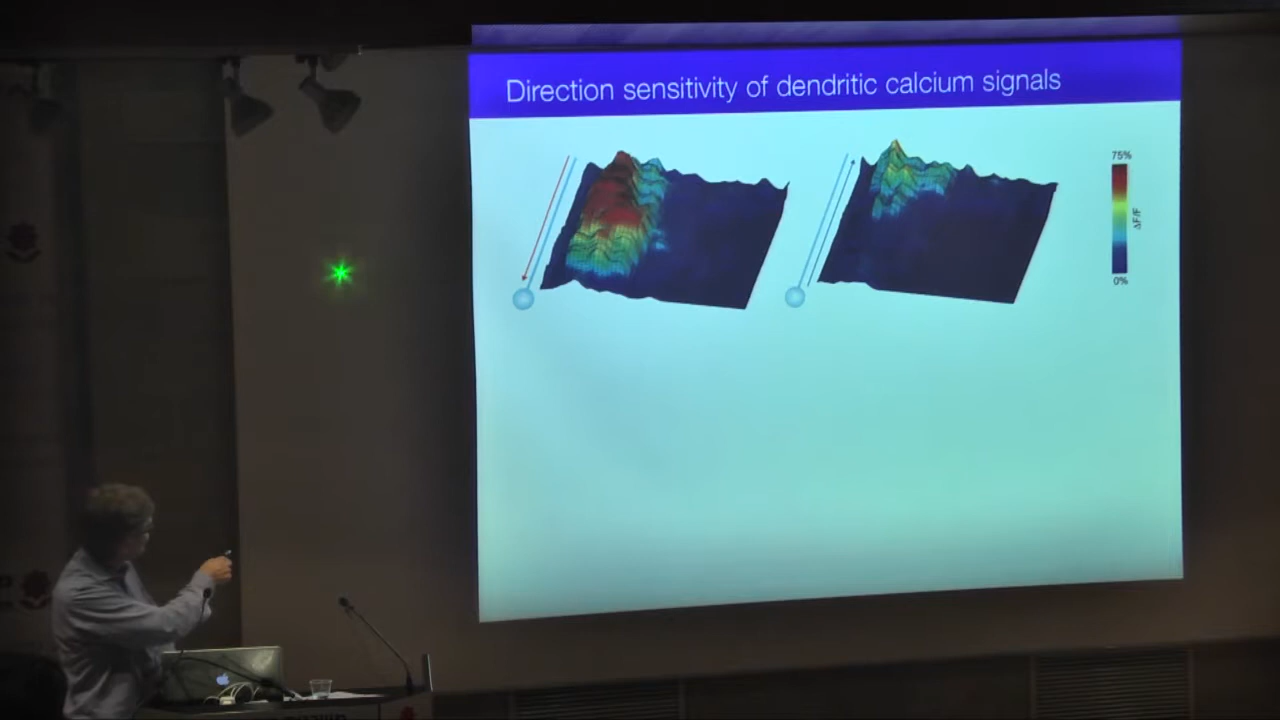 Direction sensitivity of dendritic calcium signals
75%
ΔF/F
0%